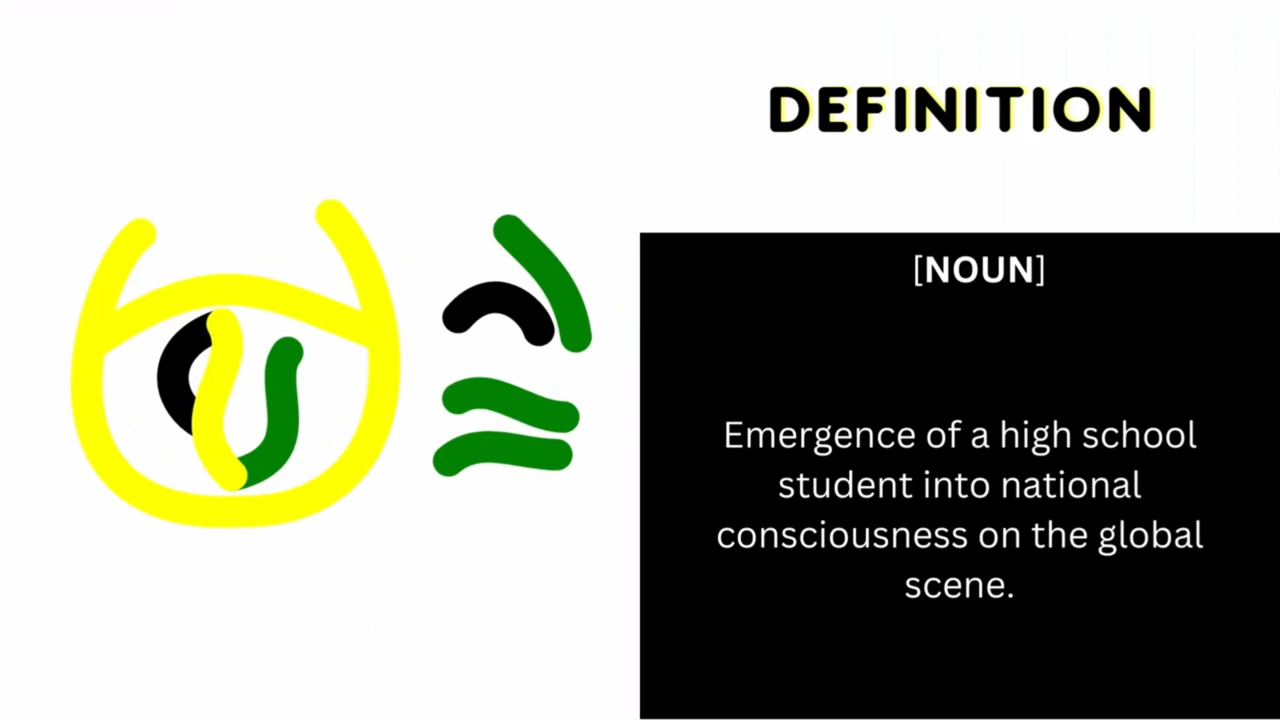 DEFINITION
[NOUN]
Emergence of a high school
student into national
consciousness on the global
scene.